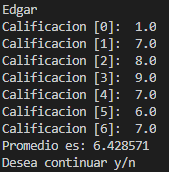 Edgar
Calificacion [0]:  1.0
Calificacion [1]:  7.0
Calificacion [2]:  8.0
Calificacion [3]:  9.0
Calificacion [4]:  7.0
Calificacion [5]:  6.0
Calificacion [6]:  7.0
Promedio es: 6.428571
Desea continuar y/n